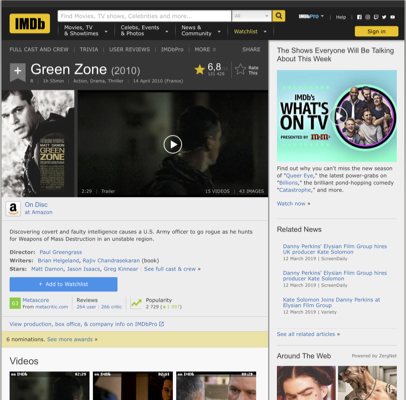 IMDb
Find Movies, TV shows, Celebrities and more...
All
IMDbPro
Help
Movies, TV & Showtimes
Celebs, Events & Photos
News & Community
Watchlist
Sign in
FULL CAST AND CREW | TRIVIA | USER REVIEWS | IMDbPro | MORE
SHARE
Green Zone (2010)
6,8
Rate This
1h 55min | Action, Drama, Thriller | 14 April 2010 (France)
MATT DAMON
GREEN ZONE
2:29 | Trailer
15 VIDEOS | 43 IMAGES
On Disc
at Amazon
Discovering covert and faulty intelligence causes a U.S. Army officer to go rogue as he hunts
for Weapons of Mass Destruction in an unstable region.
Director: Paul Greengrass
Writers: Brian Helgeland, Rajiv Chandrasekaran (book)
Stars: Matt Damon, Jason Isaacs, Greg Kinnear | See full cast & crew »
+ Add to Watchlist
63
Metascore
From metacritic.com
Reviews
264 user | 266 critic
Popularity
2 729
View production, box office, & company info on IMDbPro
6 nominations. See more awards »
Videos
The Shows Everyone Will Be Talking
About This Week
IMDb's
WHAT'S
ON TV
PRESENTED BY
Find out why you can't miss the new season
of "Queer Eye," the latest power-grabs on
"Billions," the brilliant pond-hopping comedy
"Catastrophe," and more.
Watch now »
Related News
Danny Perkins' Elysian Film Group hires
UK producer Kate Solomon
12 March 2019 | ScreenDaily
Danny Perkins' Elysian Film Group hires
Kate Solomon
12 March 2019 | ScreenDaily
Kate Solomon Joins Danny Perkins at
Elysian Film Group
12 March 2019 | Variety
See all related articles »
Around The Web
Powered by ZergNet